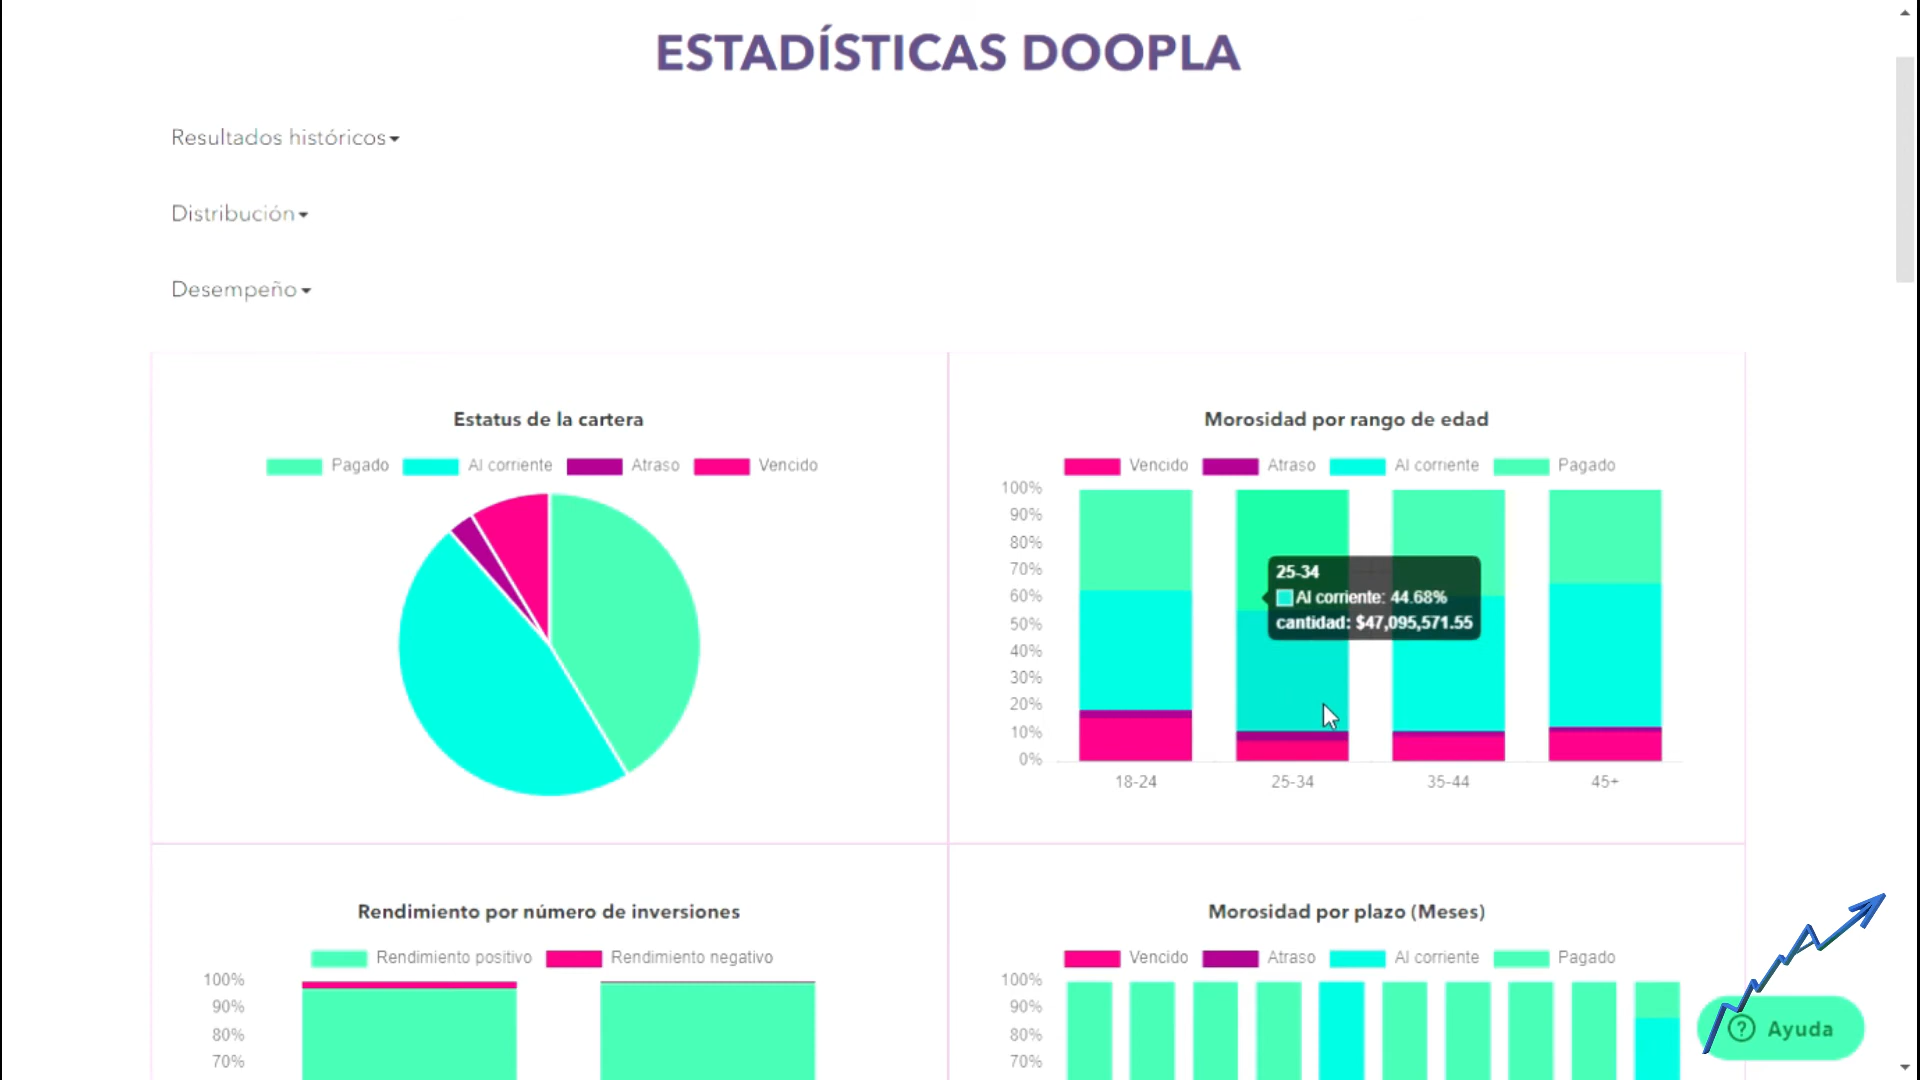 ESTADÍSTICAS DOOPLA
Resultados históricos
Distribución
Desempeño
Estatus de la cartera
Pagado Al corriente Atraso Vencido
Morosidad por rango de edad
Vencido Atraso Al corriente Pagado
100%
90%
80%
70%
60%
50%
40%
30%
20%
10%
0%
25-34
Al corriente: 44.68%
cantidad: $47,095,571.55
18-24 25-34 35-44 45+
Rendimiento por número de inversiones
Rendimiento positivo Rendimiento negativo
100%
90%
80%
70%
Morosidad por plazo (Meses)
Vencido Atraso Al corriente Pagado
100%
90%
80%
70%
? Ayuda